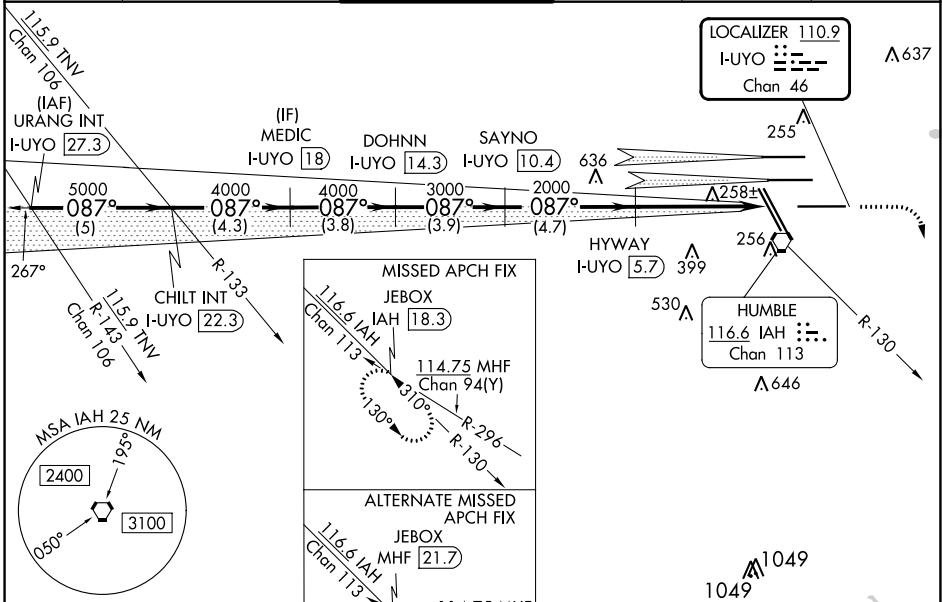 115.9 TNV
Chan 106
LOCALIZER 110.9
I-UYO
Chan 46
637
255
(IAF)
URANG INT
I-UYO 27.3
(IF)
MEDIC
I-UYO 18
DOHNN
I-UYO 14.3
SAYNO
I-UYO 10.4
636
258±
5000
087°
(5)
4000
087°
(4.3)
4000
087°
(3.8)
3000
087°
(3.9)
2000
087°
(4.7)
267°
HYWAY
I-UYO 5.7
399
256
R-133
CHILT INT
I-UYO 22.3
115.9 TNV
R-143
Chan 106
530
HUMBLE
116.6 IAH
Chan 113
R-130
646
MISSED APCH FIX
JEBOX
IAH 18.3
116.6 IAH
Chan 113
114.75 MHF
Chan 94(Y)
310°
130°
R-296
R-130
MSA IAH 25 NM
195°
2400
3100
050°
ALTERNATE MISSED
APCH FIX
JEBOX
MHF 21.7
116.6 IAH
Chan 113
1049
1049